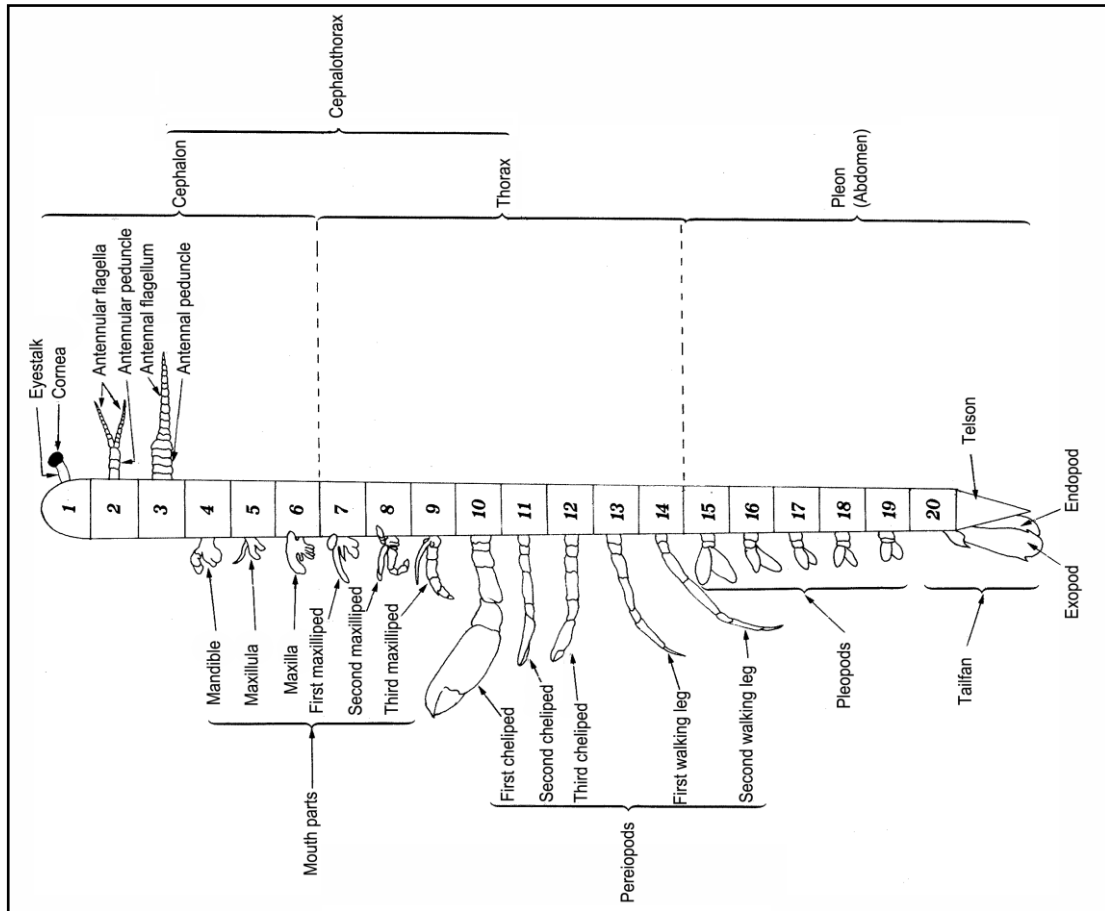 Eyestalk
Cornea
Antennular flagella
Antennular peduncle
Antennal flagellum
Antennal peduncle
Cephalon
Cephalothorax
Thorax
Pleon
(Abdomen)
1
2
3
4
5
6
7
8
9
10
11
12
13
14
15
16
17
18
19
20
Mandible
Maxillula
Maxilla
First maxilliped
Second maxilliped
Third maxilliped
Mouth parts
First cheliped
Second cheliped
Third cheliped
First walking leg
Second walking leg
Pereiopods
Pleopods
Tailfan
Exopod
Endopod
Telson